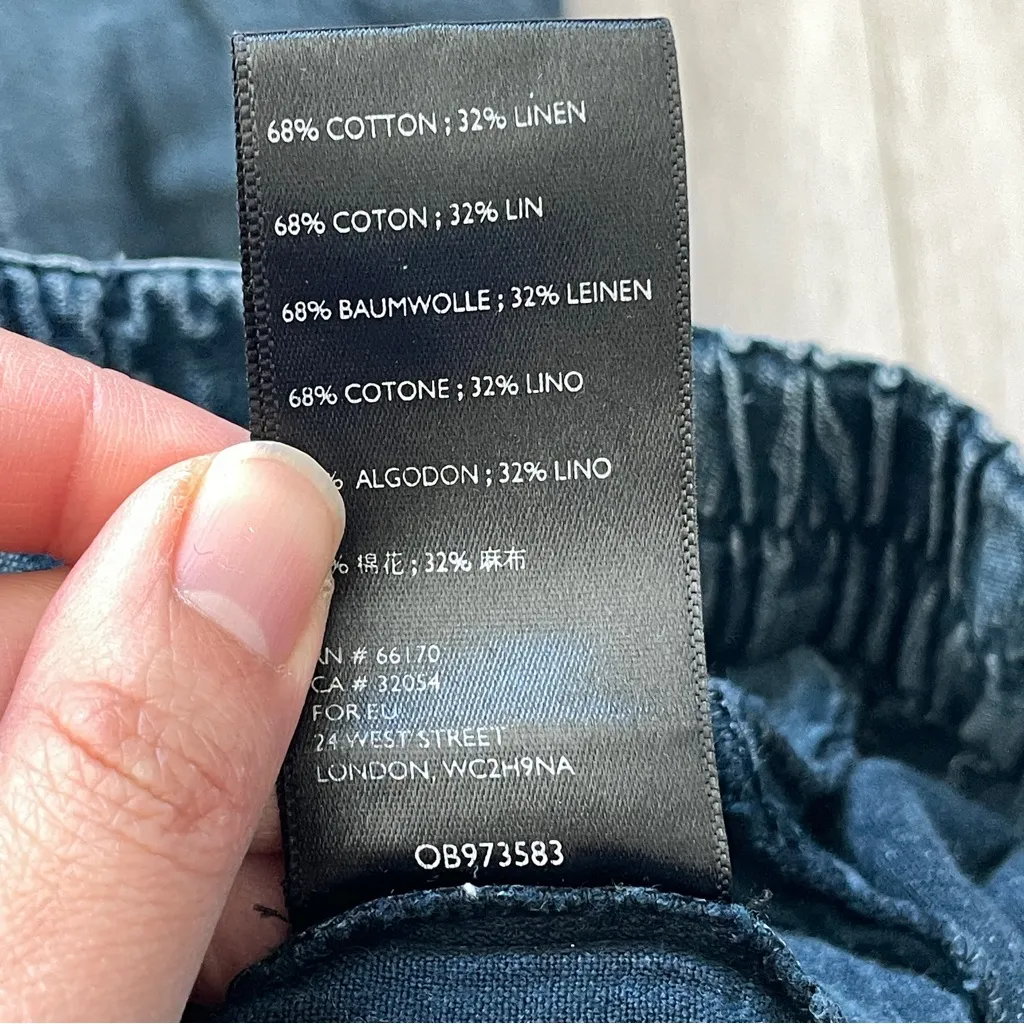 68% COTTON ; 32% LINEN
68% COTON ; 32% LIN
68% BAUMWOLLE ; 32% LEINEN
68% COTONE ; 32% LINO
% ALGODON ; 32% LINO
% 棉花 ; 32% 麻布
N # 66170
CA # 32054
FOR EU
24 WEST STREET
LONDON, WC2H9NA
OB973583